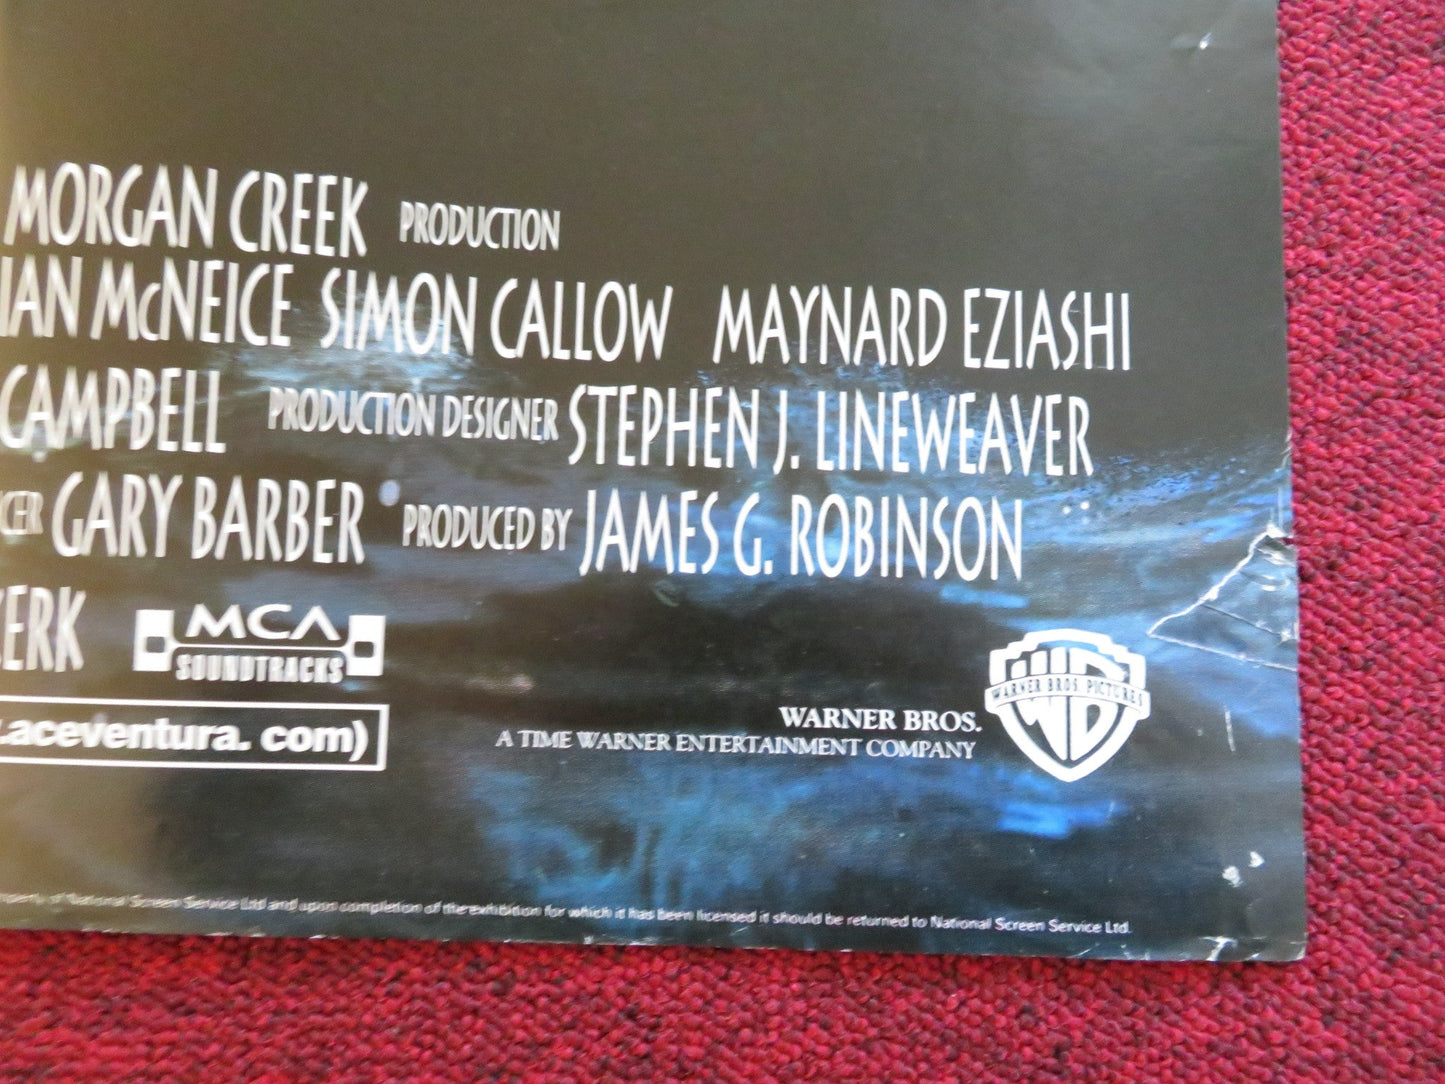 MORGAN CREEK PRODUCTION
IAN McNEICE SIMON CALLOW MAYNARD EZIASHI
CAMPBELL PRODUCTION DESIGNER STEPHEN J. LINEWEAVER
CER GARY BARBER PRODUCED BY JAMES G. ROBINSON
KERK
MCA
SOUNDTRACKS
WARNER BROS. PICTURES
WARNER BROS.
.aceventura. com)
A TIME WARNER ENTERTAINMENT COMPANY
operty of National Screen Service Ltd and upon completion of the exhibition for which it has been licensed it should be returned to National Screen Service Ltd.